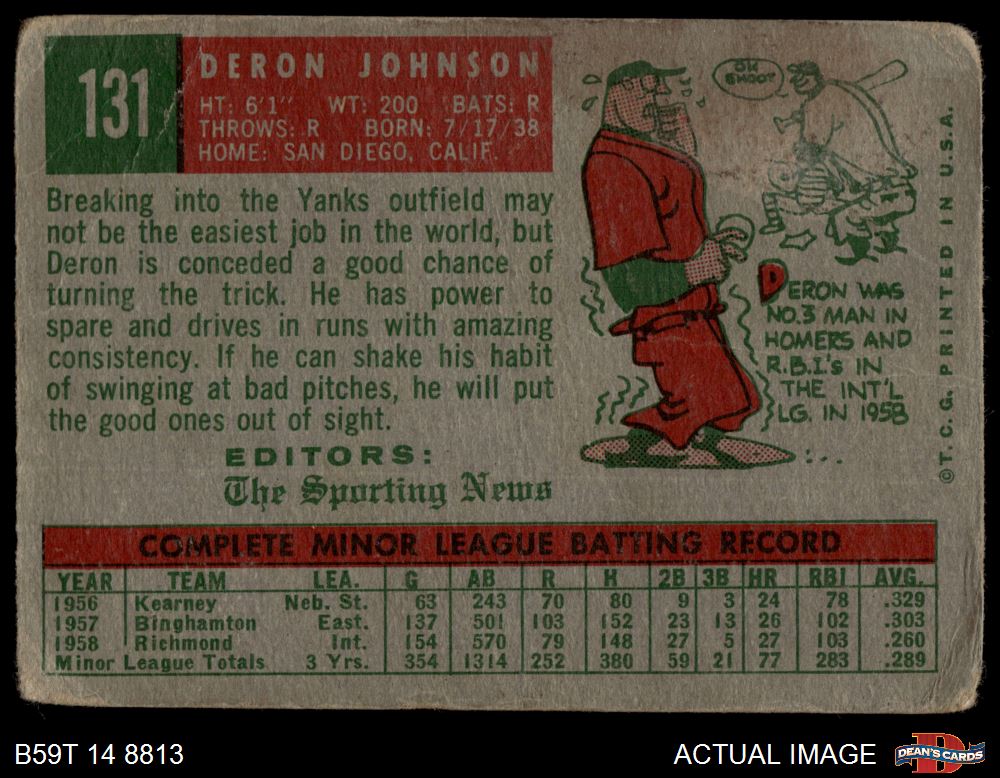 131
DERON JOHNSON
HT: 6'1" WT: 200 BATS: R
THROWS: R BORN: 7/17/38
HOME: SAN DIEGO, CALIF.
Breaking into the Yanks outfield may
not be the easiest job in the world, but
Deron is conceded a good chance of
turning the trick. He has power to
spare and drives in runs with amazing
consistency. If he can shake his habit
of swinging at bad pitches, he will put
the good ones out of sight.
EDITORS:
The Sporting News
OH
SHOOT
DERON WAS
NO.3 MAN IN
HOMERS AND
R.B.I's IN
THE INT'L
LG. IN 1958
©T.C.G. PRINTED IN U.S.A.
COMPLETE MINOR LEAGUE BATTING RECORD
YEAR TEAM LEA. G AB R H 2B 3B HR RBI AVG.
1956 Kearney Neb. St. 63 243 70 80 9 3 24 78 .329
1957 Binghamton East. 137 501 103 152 23 13 26 102 .303
1958 Richmond Int. 154 570 79 148 27 5 27 103 .260
Minor League Totals 3 Yrs. 354 1314 252 380 59 21 77 283 .289
B59T 14 8813
ACTUAL IMAGE
DEAN'S CARDS